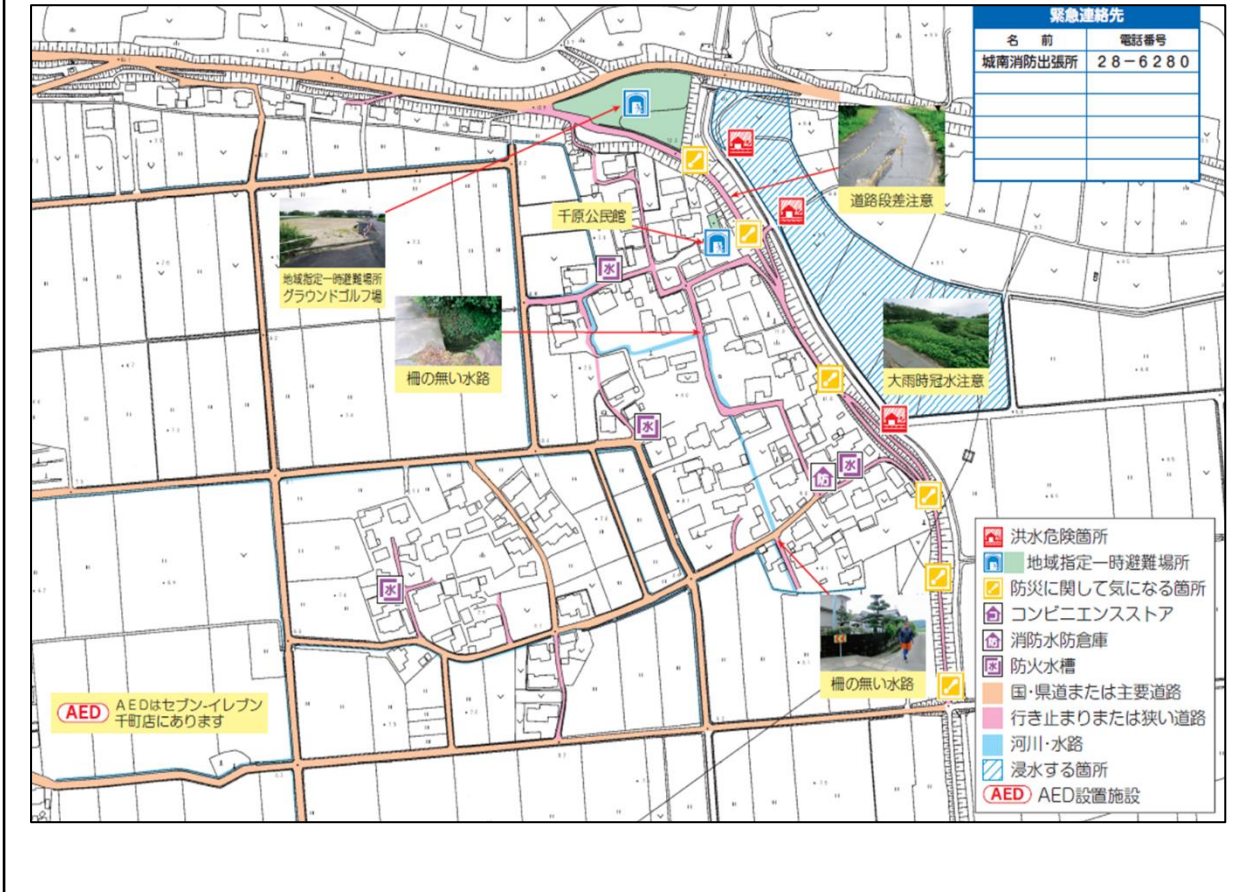 緊急連絡先
名 前 電話番号
城南消防出張所 28-6280
道路段差注意
千原公民館
地域指定一時避難場所
グラウンドゴルフ場
柵の無い水路
大雨時冠水注意
柵の無い水路
AED AEDはセブン-イレブン
千町店にあります
洪水危険箇所
地域指定一時避難場所
防災に関して気になる箇所
コンビニエンスストア
消防水防倉庫
防火水槽
国・県道または主要道路
行き止まりまたは狭い道路
河川・水路
浸水する箇所
AED AED設置施設
水
水
水
水
防